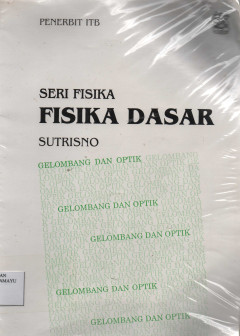 PENERBIT ITB
SERI FISIKA
FISIKA DASAR
SUTRISNO
GELOMBANG DAN OPTIK
GELOMBANG DAN OPTIK
GELOMBANG DAN OPTIK
GELOMBANG DAN OPTIK
GELOMBANG DAN OPTIK